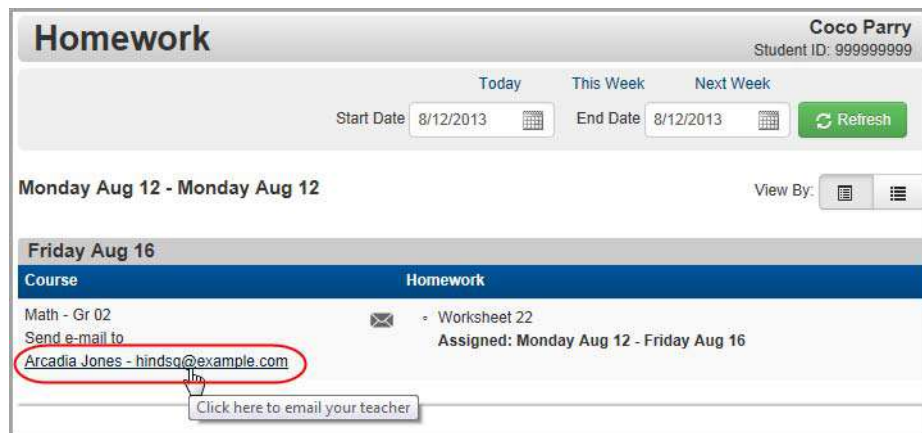 Homework
Coco Parry
Student ID: 999999999
Today This Week Next Week
Start Date 8/12/2013 End Date 8/12/2013 Refresh
Monday Aug 12 - Monday Aug 12
View By:
Friday Aug 16
Course Homework
Math - Gr 02
Send e-mail to
Arcadia Jones - hindsq@example.com
◦ Worksheet 22
Assigned: Monday Aug 12 - Friday Aug 16
Click here to email your teacher